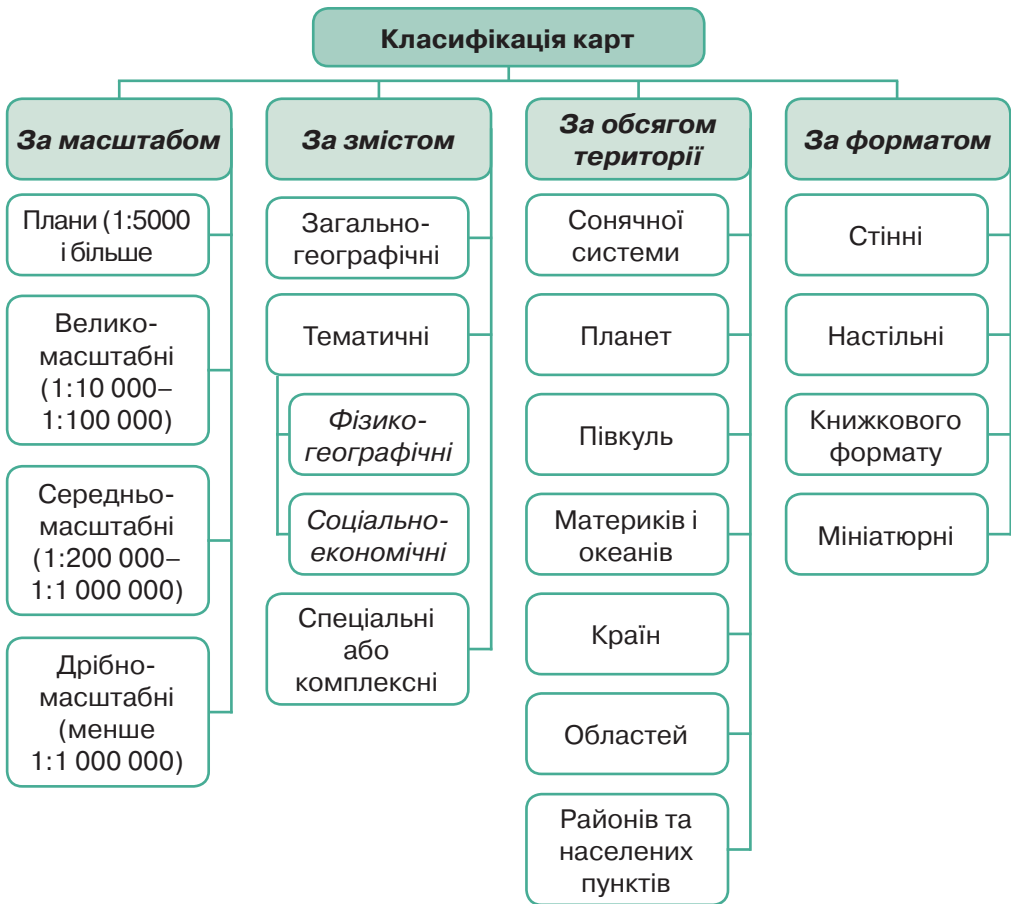 Класифікація карт
За масштабом
Плани (1:5000
і більше
Велико-
масштабні
(1:10 000–
1:100 000)
Середньо-
масштабні
(1:200 000–
1:1 000 000)
Дрібно-
масштабні
(менше
1:1 000 000)
За змістом
Загально-
географічні
Тематичні
Фізико-
географічні
Соціально-
економічні
Спеціальні
або
комплексні
За обсягом
території
Сонячної
системи
Планет
Півкуль
Материків і
океанів
Країн
Областей
Районів та
населених
пунктів
За форматом
Стінні
Настільні
Книжкового
формату
Мініатюрні